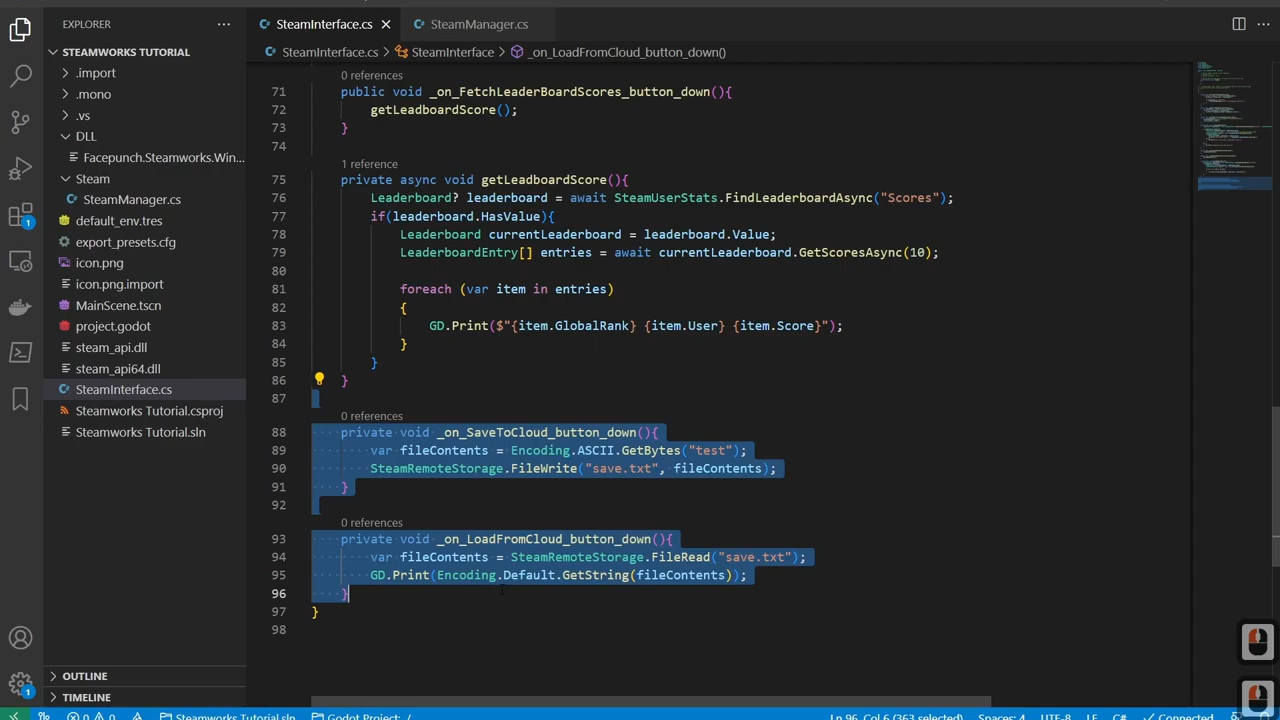 EXPLORER
SteamInterface.cs
SteamManager.cs
STEAMWORKS TUTORIAL
.import
.mono
.vs
DLL
Facepunch.Steamworks.Win...
Steam
SteamManager.cs
default_env.tres
export_presets.cfg
icon.png
icon.png.import
MainScene.tscn
project.godot
steam_api.dll
steam_api64.dll
SteamInterface.cs
Steamworks Tutorial.csproj
Steamworks Tutorial.sln
OUTLINE
TIMELINE
1
1
SteamInterface.cs > SteamInterface > _on_LoadFromCloud_button_down()
0 references
71 public void _on_FetchLeaderBoardScores_button_down(){
72 getLeadboardScore();
73 }
74
1 reference
75 private async void getLeadboardScore(){
76 Leaderboard? leaderboard = await SteamUserStats.FindLeaderboardAsync("Scores");
77 if(leaderboard.HasValue){
78 Leaderboard currentLeaderboard = leaderboard.Value;
79 LeaderboardEntry[] entries = await currentLeaderboard.GetScoresAsync(10);
80
81 foreach (var item in entries)
82 {
83 GD.Print($"{item.GlobalRank} {item.User} {item.Score}");
84 }
85 }
86 }
87
0 references
88 private void _on_SaveToCloud_button_down(){
89 var fileContents = Encoding.ASCII.GetBytes("test");
90 SteamRemoteStorage.FileWrite("save.txt", fileContents);
91 }
92
0 references
93 private void _on_LoadFromCloud_button_down(){
94 var fileContents = SteamRemoteStorage.FileRead("save.txt");
95 GD.Print(Encoding.Default.GetString(fileContents));
96 }
97 }
98
0 0 Steamworks Tutorial.sln Godot Project: / Ln 96, Col 6 (363 selected) Spaces: 4 UTF-8 LF C# Connected